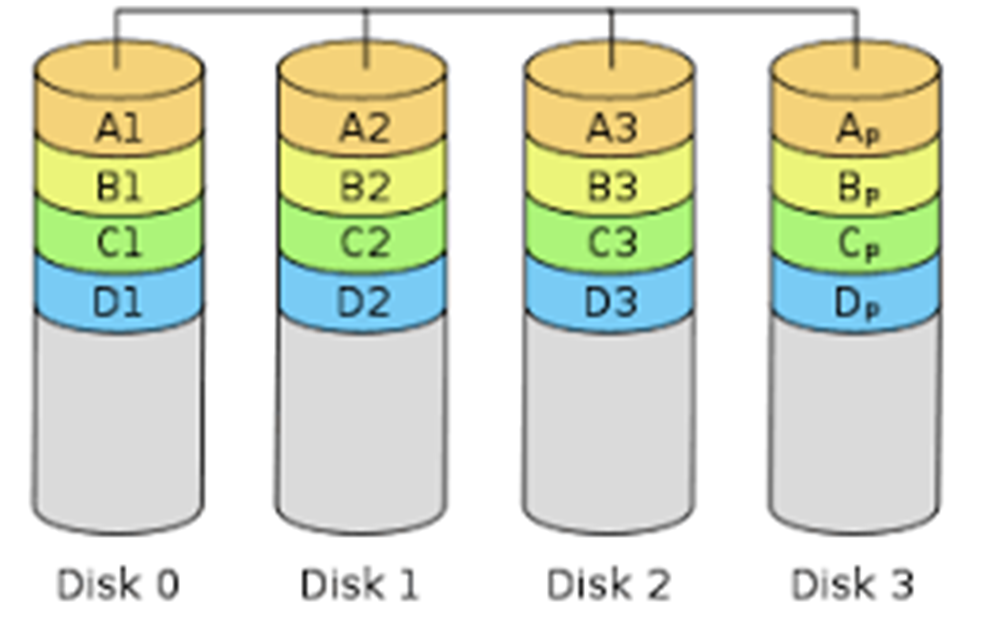 A1 A2 A3 Ap
B1 B2 B3 Bp
C1 C2 C3 Cp
D1 D2 D3 Dp
Disk 0 Disk 1 Disk 2 Disk 3